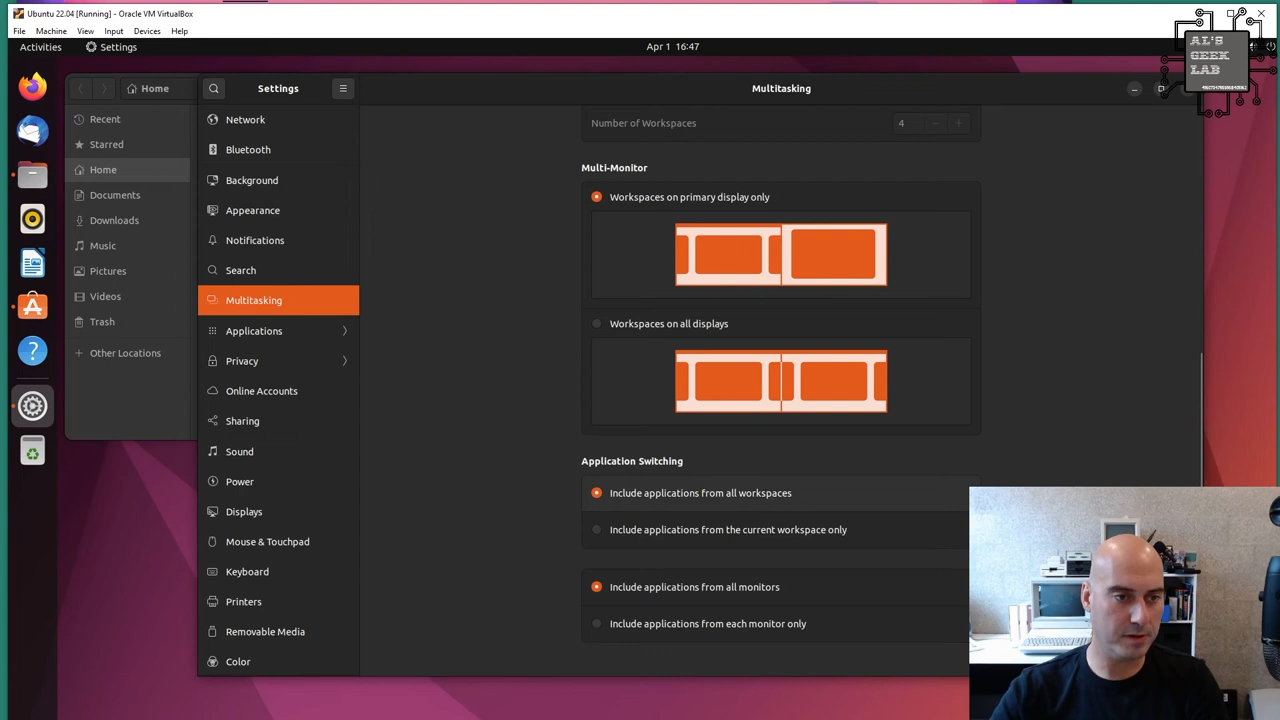 Ubuntu 22.04 [Running] - Oracle VM VirtualBox
File Machine View Input Devices Help
Activities Settings Apr 1 16:47
AL'S
GEEK
LAB
Home
Settings
Multitasking
Recent
Starred
Home
Documents
Downloads
Music
Pictures
Videos
Trash
Other Locations
Network
Bluetooth
Background
Appearance
Notifications
Search
Multitasking
Applications
Privacy
Online Accounts
Sharing
Sound
Power
Displays
Mouse & Touchpad
Keyboard
Printers
Removable Media
Color
Number of Workspaces 4
Multi-Monitor
Workspaces on primary display only
Workspaces on all displays
Application Switching
Include applications from all workspaces
Include applications from the current workspace only
Include applications from all monitors
Include applications from each monitor only